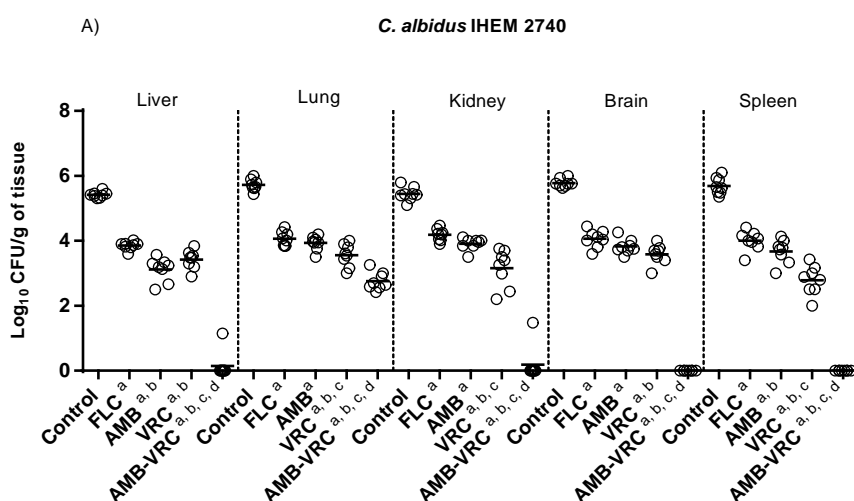 A)
C. albidus IHEM 2740
Liver Lung Kidney Brain Spleen
Log10 CFU/g of tissue
8
6
4
2
0
Control FLC a AMB a, b VRC a, b AMB-VRC a, b, c, d
Control FLC a AMB a VRC a, b, c AMB-VRC a, b, c, d
Control FLC a AMB a VRC a, b, c AMB-VRC a, b, c, d
Control FLC a AMB a VRC a, b AMB-VRC a, b, c, d
Control FLC a AMB a, b VRC a, b, c AMB-VRC a, b, c, d